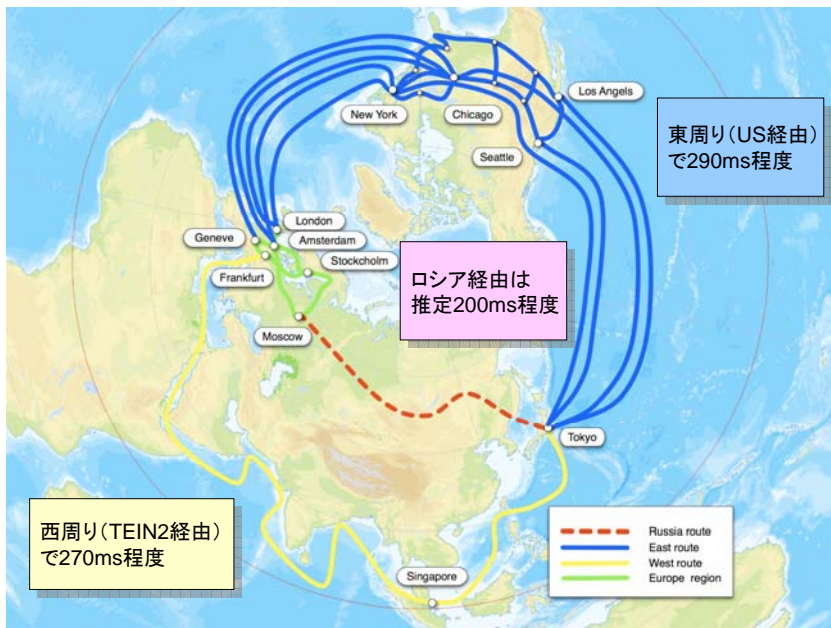 New York
Chicago
Los Angels
Seattle
東周り(US経由)
で290ms程度
London
Geneve
Amsterdam
Stockcholm
Frankfurt
Moscow
ロシア経由は
推定200ms程度
Tokyo
西周り(TEIN2経由)
で270ms程度
Singapore
Russia route
East route
West route
Europe region